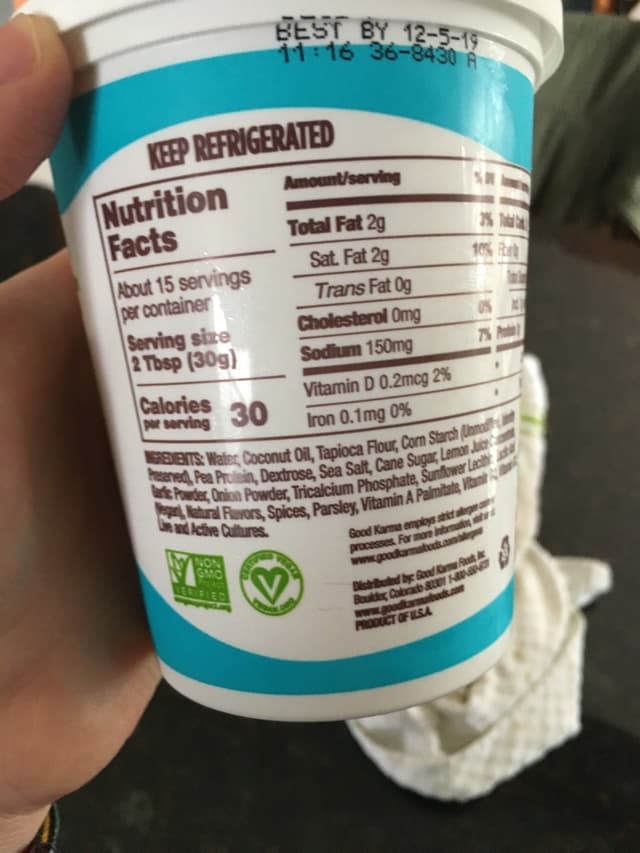 BEST BY 12-5-19
11:16 36-8430 A
KEEP REFRIGERATED
Nutrition
Facts
About 15 servings
per container
Serving size
2 Tbsp (30g)
Calories
per serving 30
Amount/serving
Total Fat 2g 3%
Sat. Fat 2g 10%
Trans Fat 0g
Cholesterol 0mg 0%
Sodium 150mg 7%
Vitamin D 0.2mcg 2% •
Iron 0.1mg 0% •
INGREDIENTS: Water, Coconut Oil, Tapioca Flour, Corn Starch
Preserved), Pea Protein, Dextrose, Sea Salt, Cane Sugar, Lemon Juice
Garlic Powder, Onion Powder, Tricalcium Phosphate, Sunflower Lecithin,
Vegan), Natural Flavors, Spices, Parsley, Vitamin A Palmitate, Vitamin
Live and Active Cultures.
Good Karma employs strict allergen
processes. For more information, visit
www.goodkarmafoods.com/allergens
Distributed by: Good Karma Foods, Inc.
Boulder, Colorado 80301
www.goodkarmafoods.com
PRODUCT OF U.S.A.
NON
GMO
VERIFIED
CERTIFIED VEGAN
VEGAN.ORG